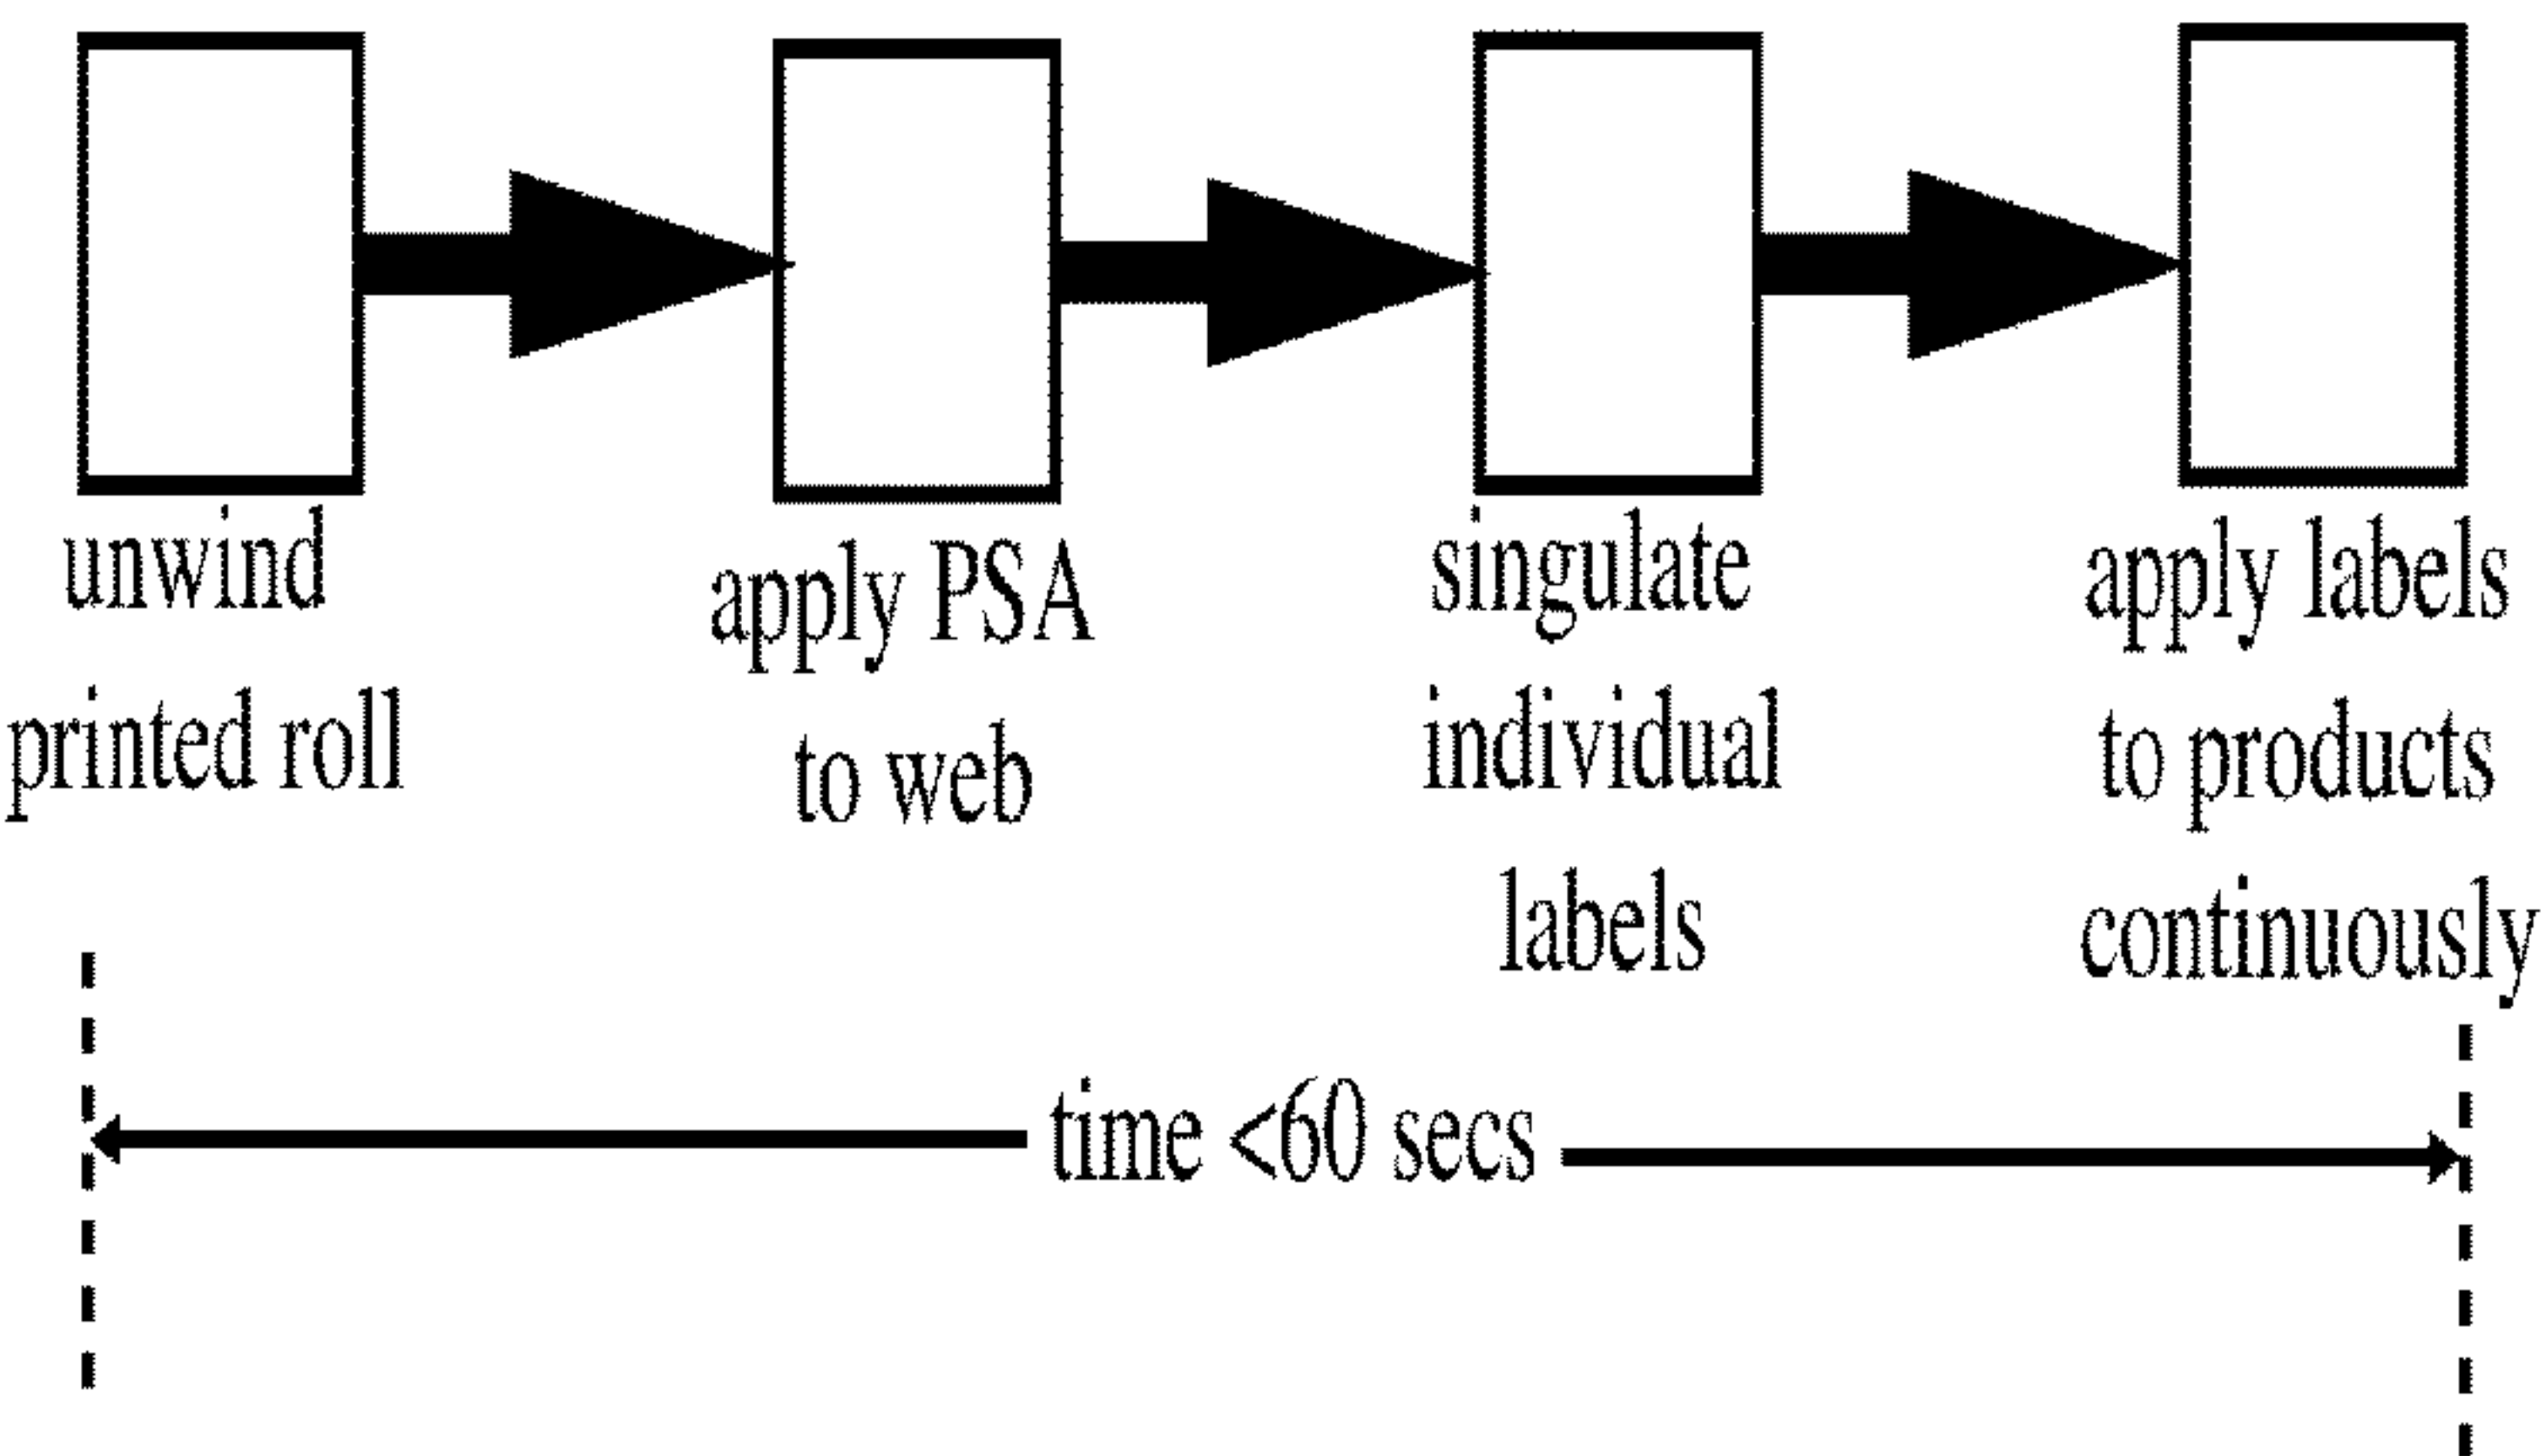 unwind
printed roll
apply PSA
to web
singulate
individual
labels
apply labels
to products
continuously
time <60 secs